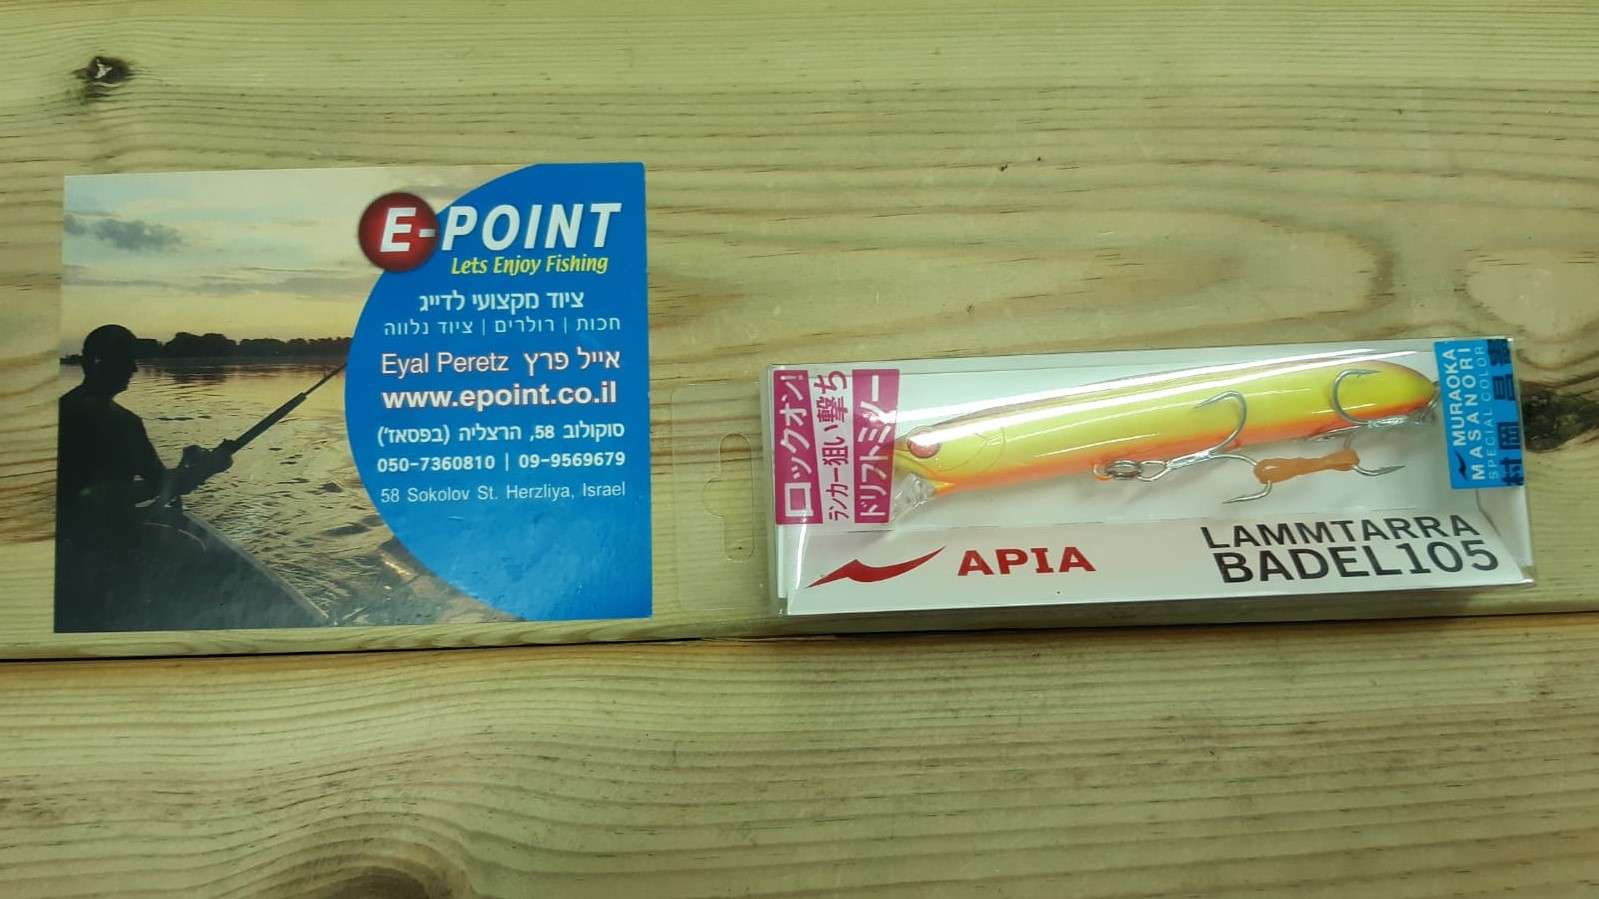 E-POINT
Lets Enjoy Fishing
ציוד מקצועי לדייג
חכות | רולרים | ציוד נלווה
אייל פרץ Eyal Peretz
www.epoint.co.il
סוקולוב 58, הרצליה (בפסאז')
050-7360810 | 09-9569679
58 Sokolov St. Herzliya, Israel
ロックオン!
ランカー狙い撃ち
ドリフトミノー
APIA
LAMMTARRA
BADEL105
MURAOKA
MASANORI
SPECIAL COLOR
村岡昌憲